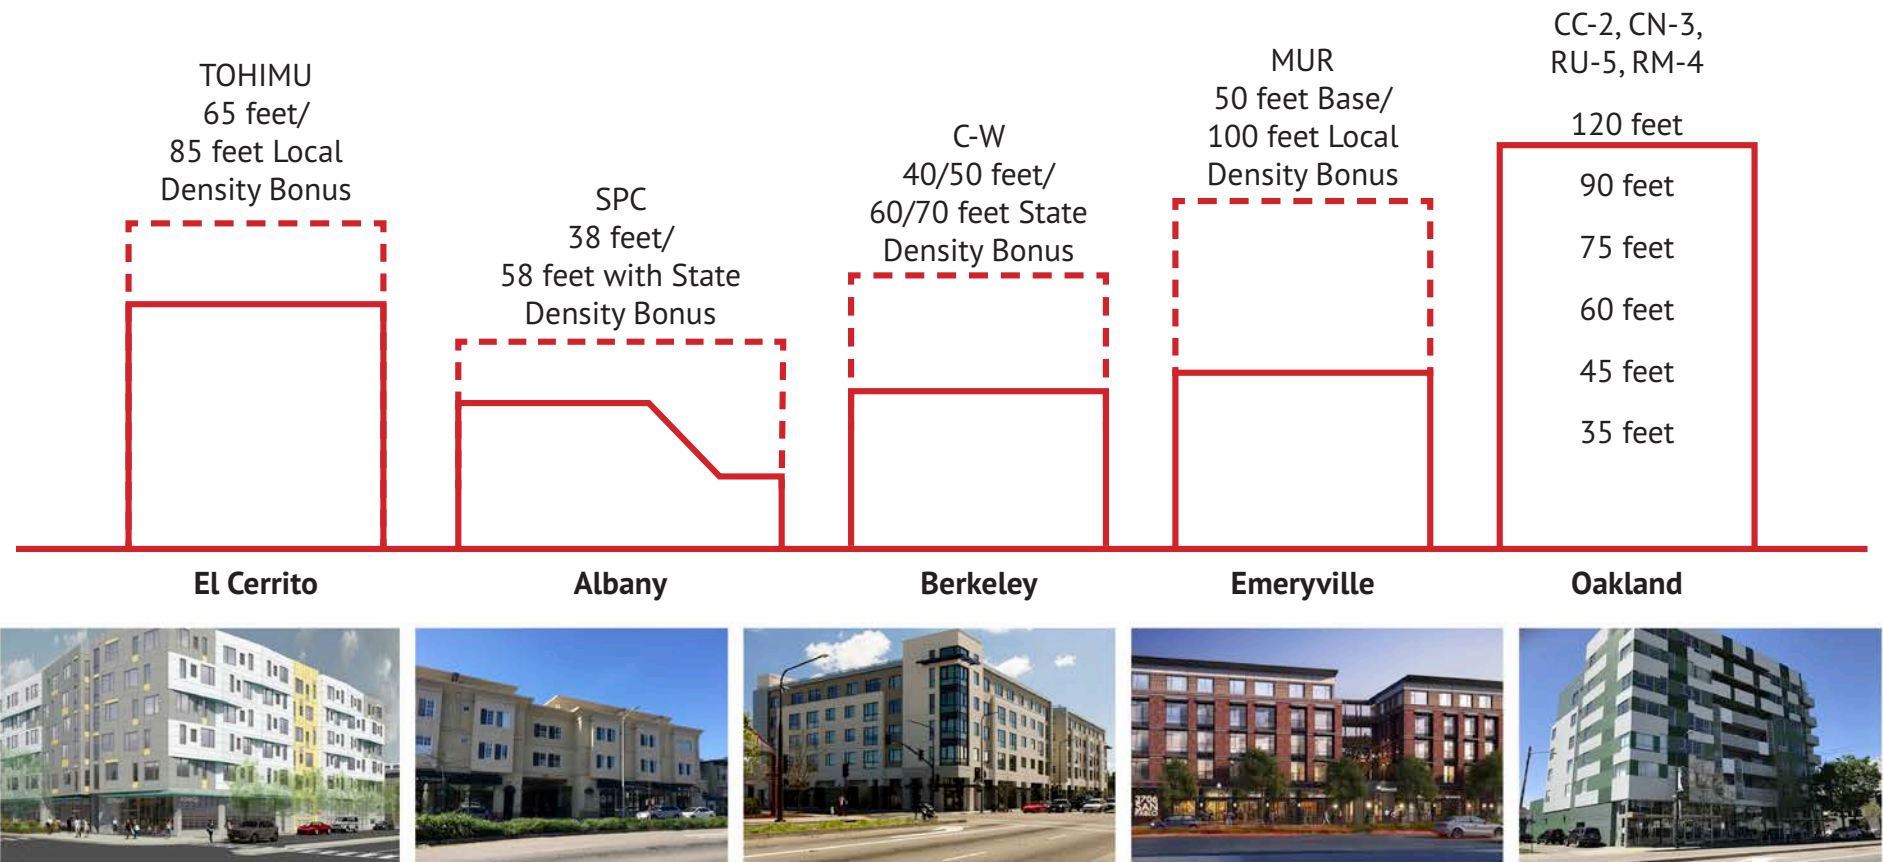 TOHIMU
65 feet/
85 feet Local
Density Bonus
SPC
38 feet/
58 feet with State
Density Bonus
C-W
40/50 feet/
60/70 feet State
Density Bonus
MUR
50 feet Base/
100 feet Local
Density Bonus
CC-2, CN-3,
RU-5, RM-4
120 feet
90 feet
75 feet
60 feet
45 feet
35 feet
El Cerrito
Albany
Berkeley
Emeryville
Oakland
2700
SAN
PABLO